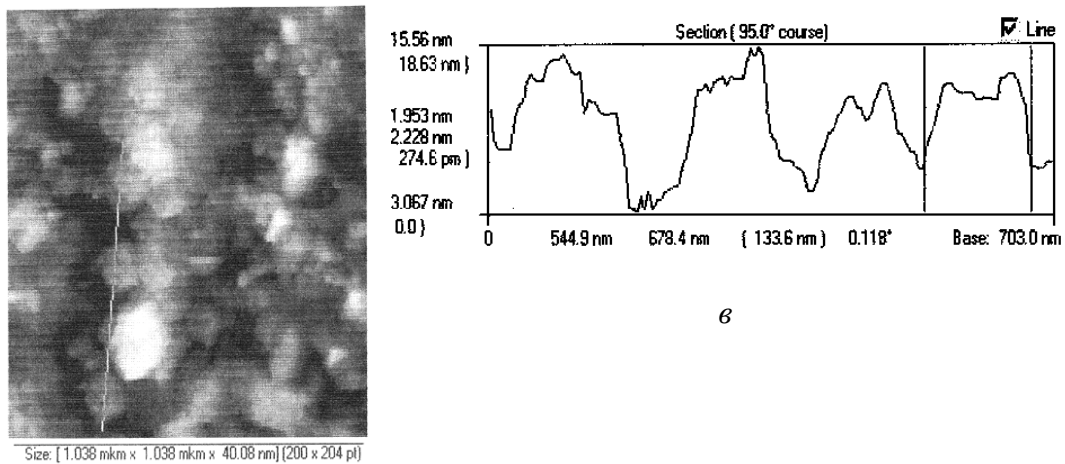 Section ( 95.0° course)
Line
15.56 nm
18.63 nm }
1.953 nm
2.228 nm
274.6 pm }
3.067 nm
0.0 }
0 544.9 nm 678.4 nm { 133.6 nm } 0.118° Base: 703.0 nm
в
Size: [ 1.038 mkm x 1.038 mkm x 40.08 nm] (200 x 204 pt)